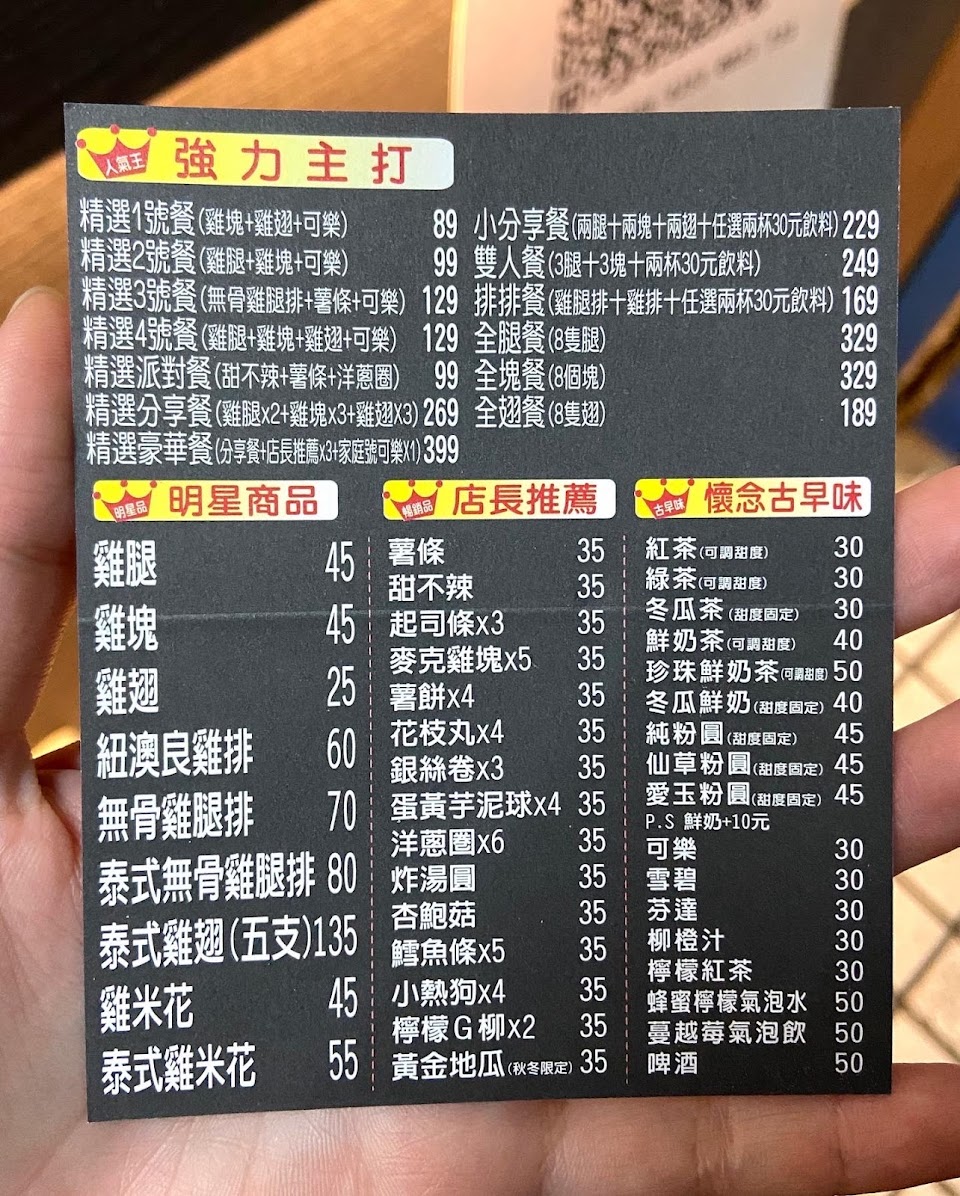 人氣王 強力主打
精選1號餐(雞塊+雞翅+可樂) 89
精選2號餐(雞腿+雞塊+可樂) 99
精選3號餐(無骨雞腿排+薯條+可樂) 129
精選4號餐(雞腿+雞塊+雞翅+可樂) 129
精選派對餐(甜不辣+薯條+洋蔥圈) 99
精選分享餐(雞腿x2+雞塊x3+雞翅X3) 269
精選豪華餐(分享餐+店長推薦x3+家庭號可樂X1) 399
小分享餐(兩腿+兩塊+兩翅+任選兩杯30元飲料) 229
雙人餐(3腿+3塊+兩杯30元飲料) 249
排排餐(雞腿排+雞排+任選兩杯30元飲料) 169
全腿餐(8隻腿) 329
全塊餐(8個塊) 329
全翅餐(8隻翅) 189
明星品 明星商品
雞腿 45
雞塊 45
雞翅 25
紐澳良雞排 60
無骨雞腿排 70
泰式無骨雞腿排 80
泰式雞翅(五支) 135
雞米花 45
泰式雞米花 55
暢銷品 店長推薦
薯條 35
甜不辣 35
起司條x3 35
麥克雞塊x5 35
薯餅x4 35
花枝丸x4 35
銀絲卷x3 35
蛋黃芋泥球x4 35
洋蔥圈x6 35
炸湯圓 35
杏鮑菇 35
鱈魚條x5 35
小熱狗x4 35
檸檬G柳x2 35
黃金地瓜(秋冬限定) 35
古早味 懷念古早味
紅茶(可調甜度) 30
綠茶(可調甜度) 30
冬瓜茶(甜度固定) 30
鮮奶茶(可調甜度) 40
珍珠鮮奶茶(可調甜度) 50
冬瓜鮮奶(甜度固定) 40
純粉圓(甜度固定) 45
仙草粉圓(甜度固定) 45
愛玉粉圓(甜度固定) 45
P.S 鮮奶+10元
可樂 30
雪碧 30
芬達 30
柳橙汁 30
檸檬紅茶 30
蜂蜜檸檬氣泡水 50
蔓越莓氣泡飲 50
啤酒 50